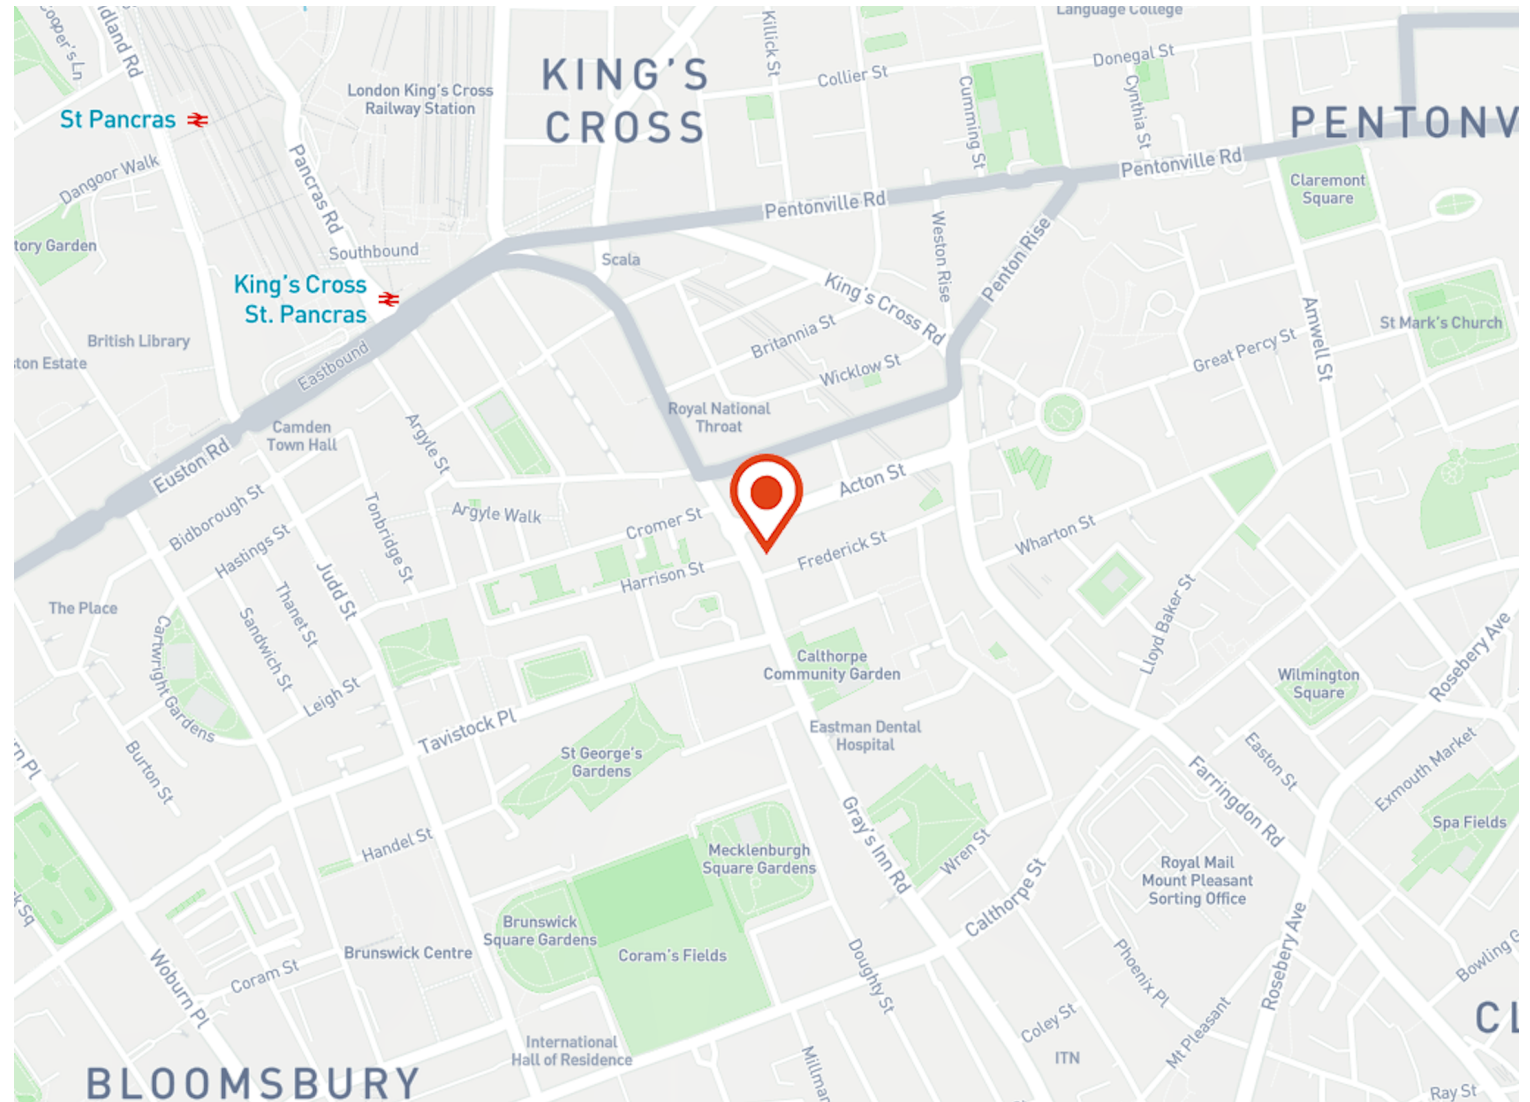 Language College
Cooper's Ln
Midland Rd
Killick St
Donegal St
KING'S
CROSS
London King's Cross
Railway Station
Collier St
Cumming St
Cynthia St
St Pancras
PENTONV
Dangoor Walk
Pancras Rd
Pentonville Rd
Pentonville Rd
Claremont
Square
tory Garden
Southbound
Scala
Weston Rise
Penton Rise
King's Cross
St. Pancras
King's Cross Rd
Amwell St
St Mark's Church
British Library
Britannia St
ston Estate
Eastbound
Wicklow St
Great Percy St
Royal National
Throat
Camden
Town Hall
Argyle St
Euston Rd
Acton St
Bidborough St
Tonbridge St
Argyle Walk
Cromer St
Wharton St
Hastings St
Frederick St
Harrison St
Judd St
The Place
Thanet St
Sandwich St
Cartwright Gardens
Lloyd Baker St
Rosebery Ave
Calthorpe
Community Garden
Wilmington
Square
Leigh St
Tavistock Pl
Eastman Dental
Hospital
St George's
Gardens
Burton St
Easton St
Exmouth Market
rn Pl
Farringdon Rd
Gray's Inn Rd
Spa Fields
Handel St
Mecklenburgh
Square Gardens
Wren St
Royal Mail
Mount Pleasant
Sorting Office
Calthorpe St
k Sq
Brunswick
Square Gardens
Brunswick Centre
Coram's Fields
Coram St
Woburn Pl
Doughty St
Phoenix Pl
Rosebery Ave
Bowling G
Coley St
Mt Pleasant
CL
International
Hall of Residence
ITN
Millman
BLOOMSBURY
Ray St